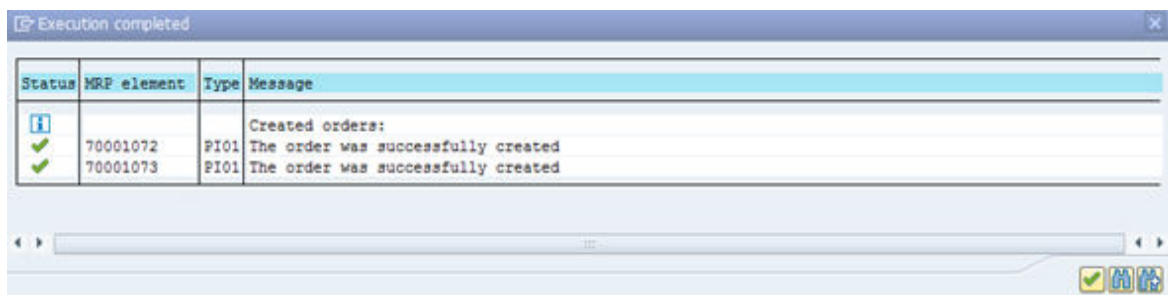 Execution completed
Status MRP element Type Message
Created orders:
70001072 PI01 The order was successfully created
70001073 PI01 The order was successfully created